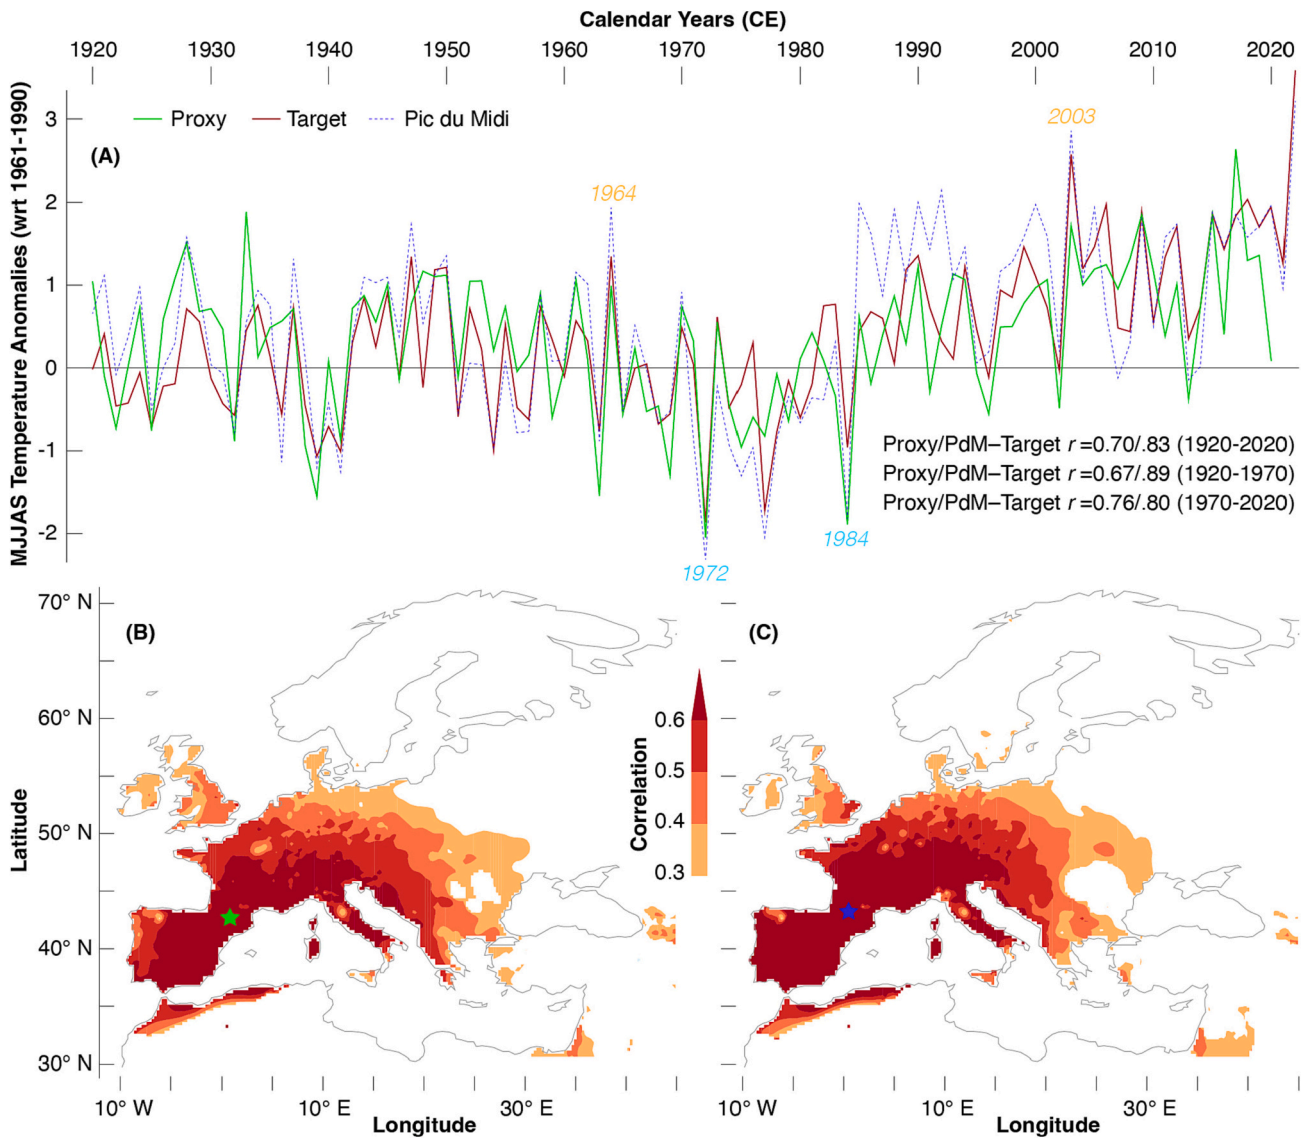 Calendar Years (CE)
1920 1930 1940 1950 1960 1970 1980 1990 2000 2010 2020
MJJAS Temperature Anomalies (wrt 1961-1990)
3
2
1
0
-1
-2
Proxy Target Pic du Midi
(A)
1964
2003
1972
1984
Proxy/PdM–Target r=0.70/.83 (1920-2020)
Proxy/PdM–Target r=0.67/.89 (1920-1970)
Proxy/PdM–Target r=0.76/.80 (1970-2020)
(B)
(C)
Latitude
70° N
60° N
50° N
40° N
30° N
Correlation
0.6
0.5
0.4
0.3
10° W 10° E 30° E
10° W 10° E 30° E
Longitude
Longitude